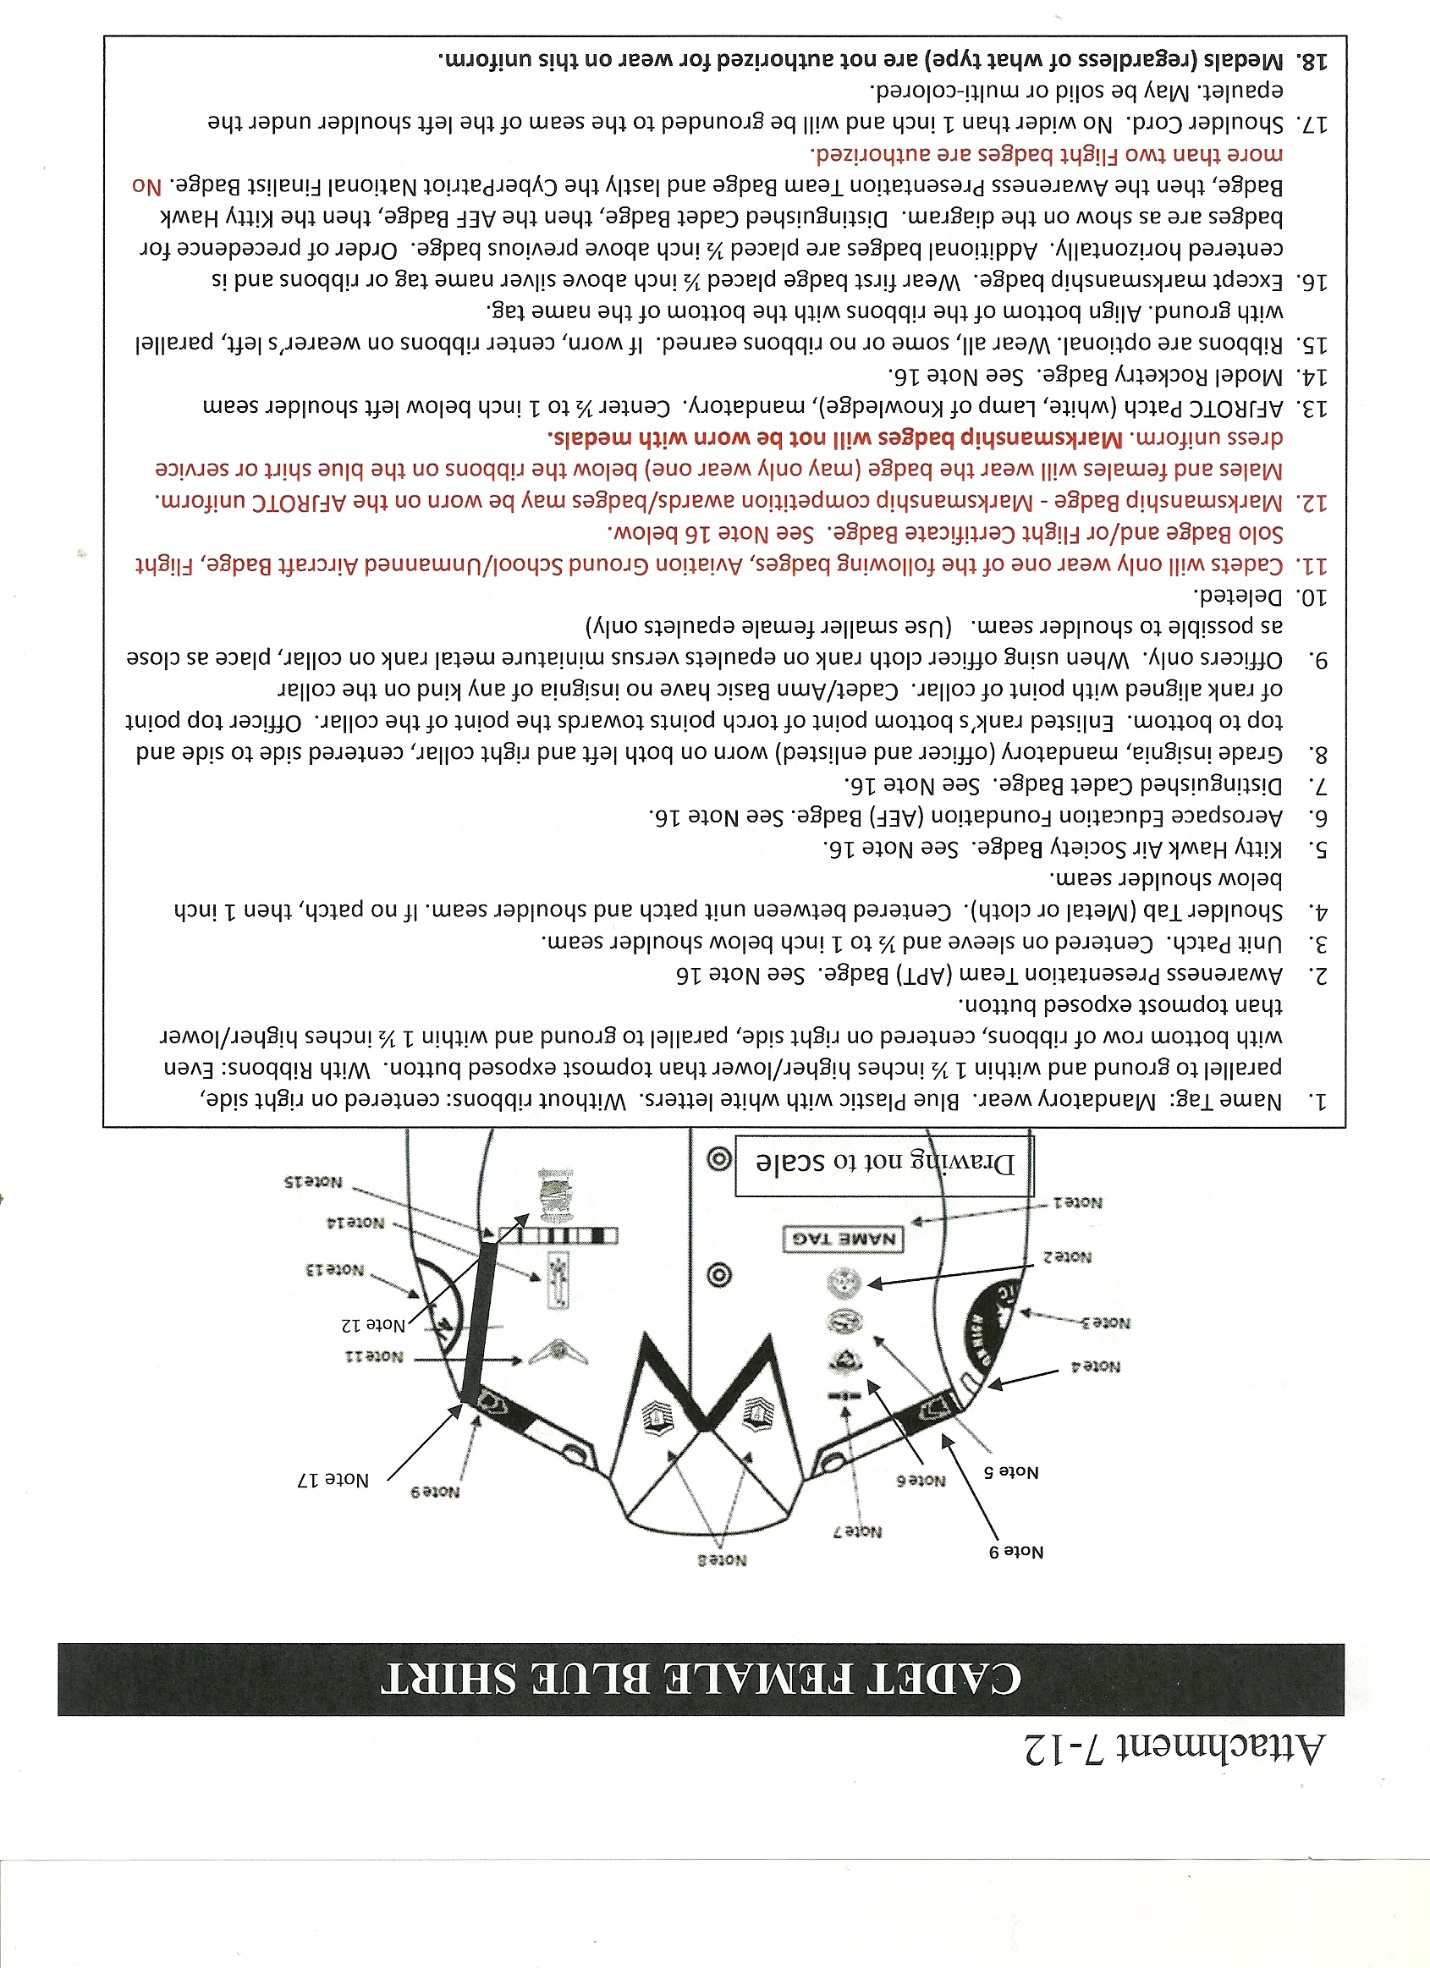 Attachment 7-12
CADET FEMALE BLUE SHIRT
Note 9
Note 8
Note 7
Note 6
Note 5
Note 9
Note 17
Note 4
Note 3
Note 2
Note 1
Note 11
Note 12
Note 13
Note 14
Note 15
NAME TAG
Drawing not to scale
1. Name Tag: Mandatory wear. Blue Plastic with white letters. Without ribbons: centered on right side,
parallel to ground and within 1 ½ inches higher/lower than topmost exposed button. With Ribbons: Even
with bottom row of ribbons, centered on right side, parallel to ground and within 1 ½ inches higher/lower
than topmost exposed button.
2. Awareness Presentation Team (APT) Badge. See Note 16
3. Unit Patch. Centered on sleeve and ½ to 1 inch below shoulder seam.
4. Shoulder Tab (Metal or cloth). Centered between unit patch and shoulder seam. If no patch, then 1 inch
below shoulder seam.
5. Kitty Hawk Air Society Badge. See Note 16.
6. Aerospace Education Foundation (AEF) Badge. See Note 16.
7. Distinguished Cadet Badge. See Note 16.
8. Grade insignia, mandatory (officer and enlisted) worn on both left and right collar, centered side to side and
top to bottom. Enlisted rank's bottom point of torch points towards the point of the collar. Officer top point
of rank aligned with point of collar. Cadet/Amn Basic have no insignia of any kind on the collar
9. Officers only. When using officer cloth rank on epaulets versus miniature metal rank on collar, place as close
as possible to shoulder seam. (Use smaller female epaulets only)
10. Deleted.
11. Cadets will only wear one of the following badges, Aviation Ground School/Unmanned Aircraft Badge, Flight
Solo Badge and/or Flight Certificate Badge. See Note 16 below.
12. Marksmanship Badge - Marksmanship competition awards/badges may be worn on the AFJROTC uniform.
Males and females will wear the badge (may only wear one) below the ribbons on the blue shirt or service
dress uniform. Marksmanship badges will not be worn with medals.
13. AFJROTC Patch (white, Lamp of Knowledge), mandatory. Center ½ to 1 inch below left shoulder seam
14. Model Rocketry Badge. See Note 16.
15. Ribbons are optional. Wear all, some or no ribbons earned. If worn, center ribbons on wearer's left, parallel
with ground. Align bottom of the ribbons with the bottom of the name tag.
16. Except marksmanship badge. Wear first badge placed ½ inch above silver name tag or ribbons and is
centered horizontally. Additional badges are placed ½ inch above previous badge. Order of precedence for
badges are as show on the diagram. Distinguished Cadet Badge, then the AEF Badge, then the Kitty Hawk
Badge, then the Awareness Presentation Team Badge and lastly the CyberPatriot National Finalist Badge. No
more than two Flight badges are authorized.
17. Shoulder Cord. No wider than 1 inch and will be grounded to the seam of the left shoulder under the
epaulet. May be solid or multi-colored.
18. Medals (regardless of what type) are not authorized for wear on this uniform.